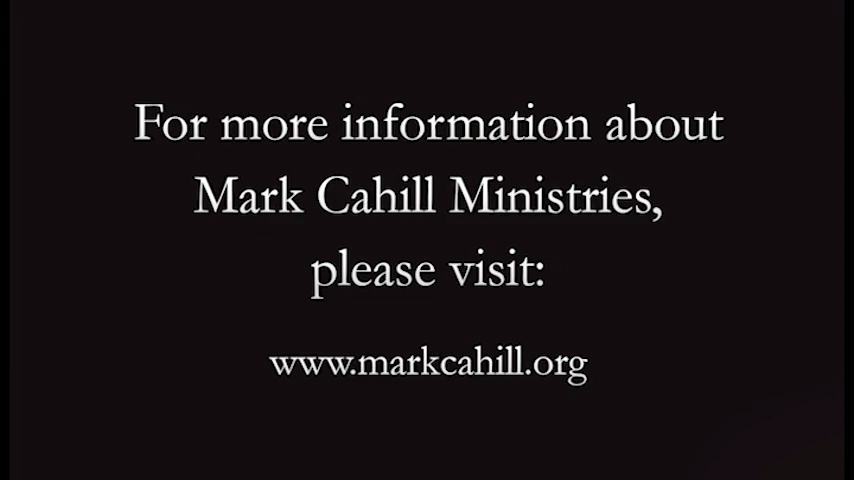 For more information about
Mark Cahill Ministries,
please visit:
www.markcahill.org